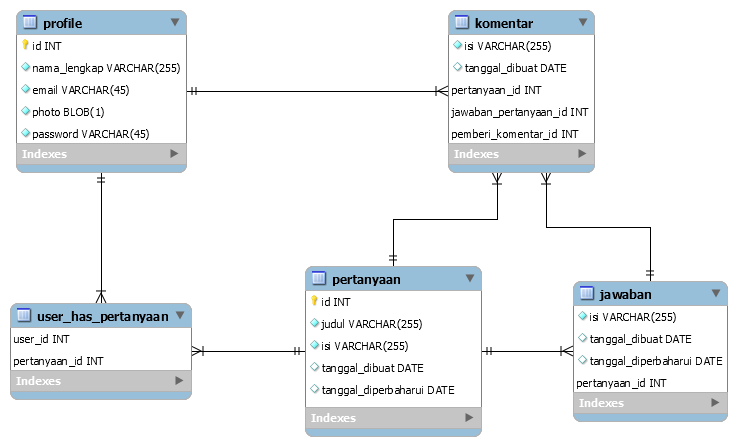 profile
id INT
nama_lengkap VARCHAR(255)
email VARCHAR(45)
photo BLOB(1)
password VARCHAR(45)
Indexes
komentar
isi VARCHAR(255)
tanggal_dibuat DATE
pertanyaan_id INT
jawaban_pertanyaan_id INT
pemberi_komentar_id INT
Indexes
user_has_pertanyaan
user_id INT
pertanyaan_id INT
Indexes
pertanyaan
id INT
judul VARCHAR(255)
isi VARCHAR(255)
tanggal_dibuat DATE
tanggal_diperbaharui DATE
Indexes
jawaban
isi VARCHAR(255)
tanggal_dibuat DATE
tanggal_diperbaharui DATE
pertanyaan_id INT
Indexes